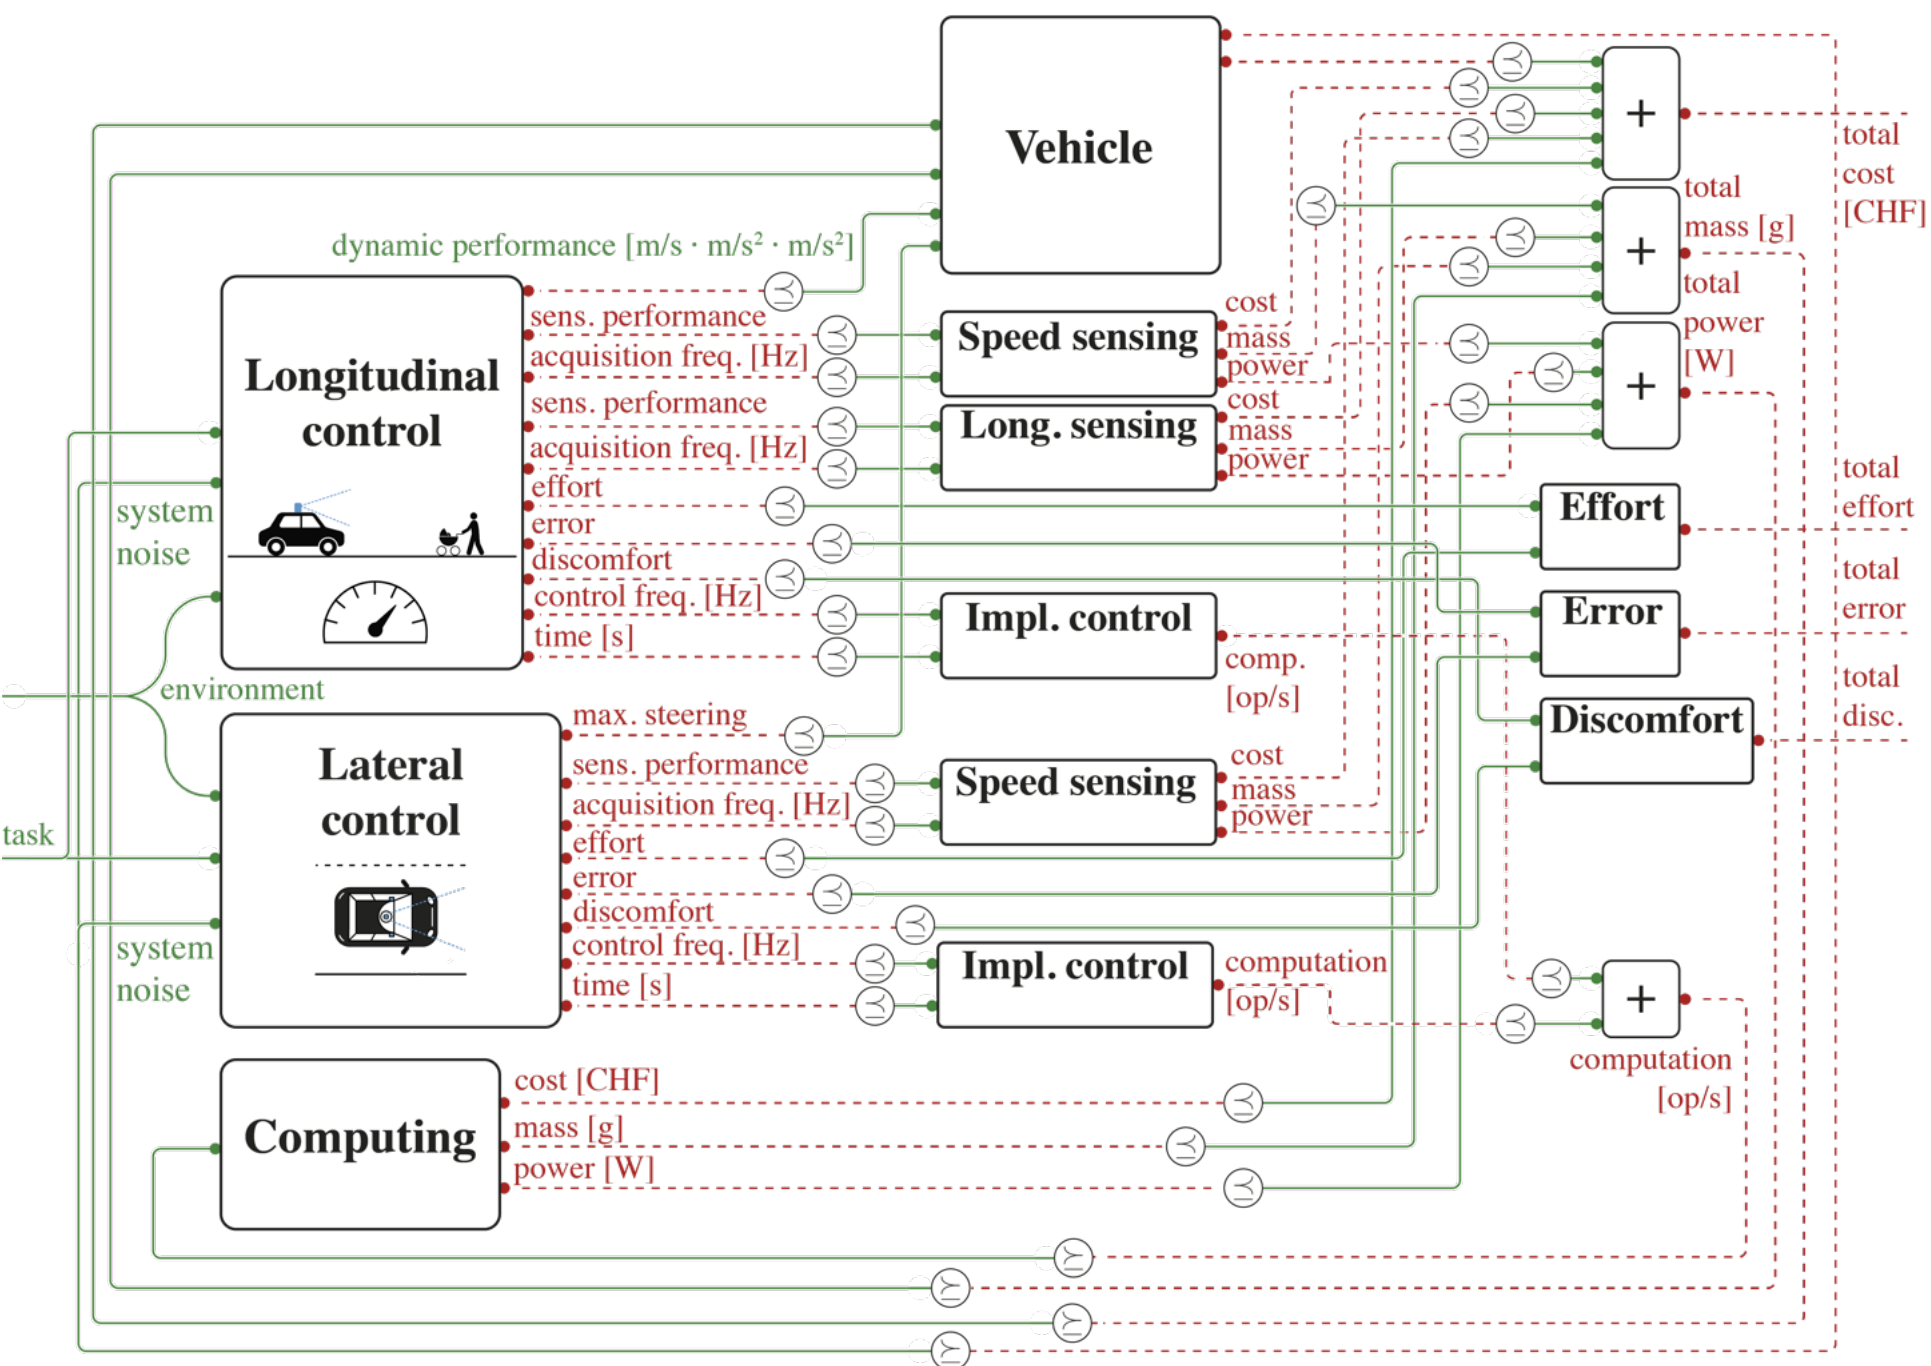 Vehicle
+
total
cost
[CHF]
total
mass [g]
+
dynamic performance [m/s · m/s² · m/s²]
total
power
[W]
+
Longitudinal
control
sens. performance
acquisition freq. [Hz]
sens. performance
acquisition freq. [Hz]
effort
error
discomfort
control freq. [Hz]
time [s]
Speed sensing
cost
mass
power
Long. sensing
cost
mass
power
system
noise
Effort
total
effort
Error
total
error
Impl. control
comp.
[op/s]
Discomfort
total
disc.
environment
task
Lateral
control
max. steering
sens. performance
acquisition freq. [Hz]
effort
error
discomfort
control freq. [Hz]
time [s]
Speed sensing
cost
mass
power
system
noise
Impl. control
computation
[op/s]
+
computation
[op/s]
Computing
cost [CHF]
mass [g]
power [W]